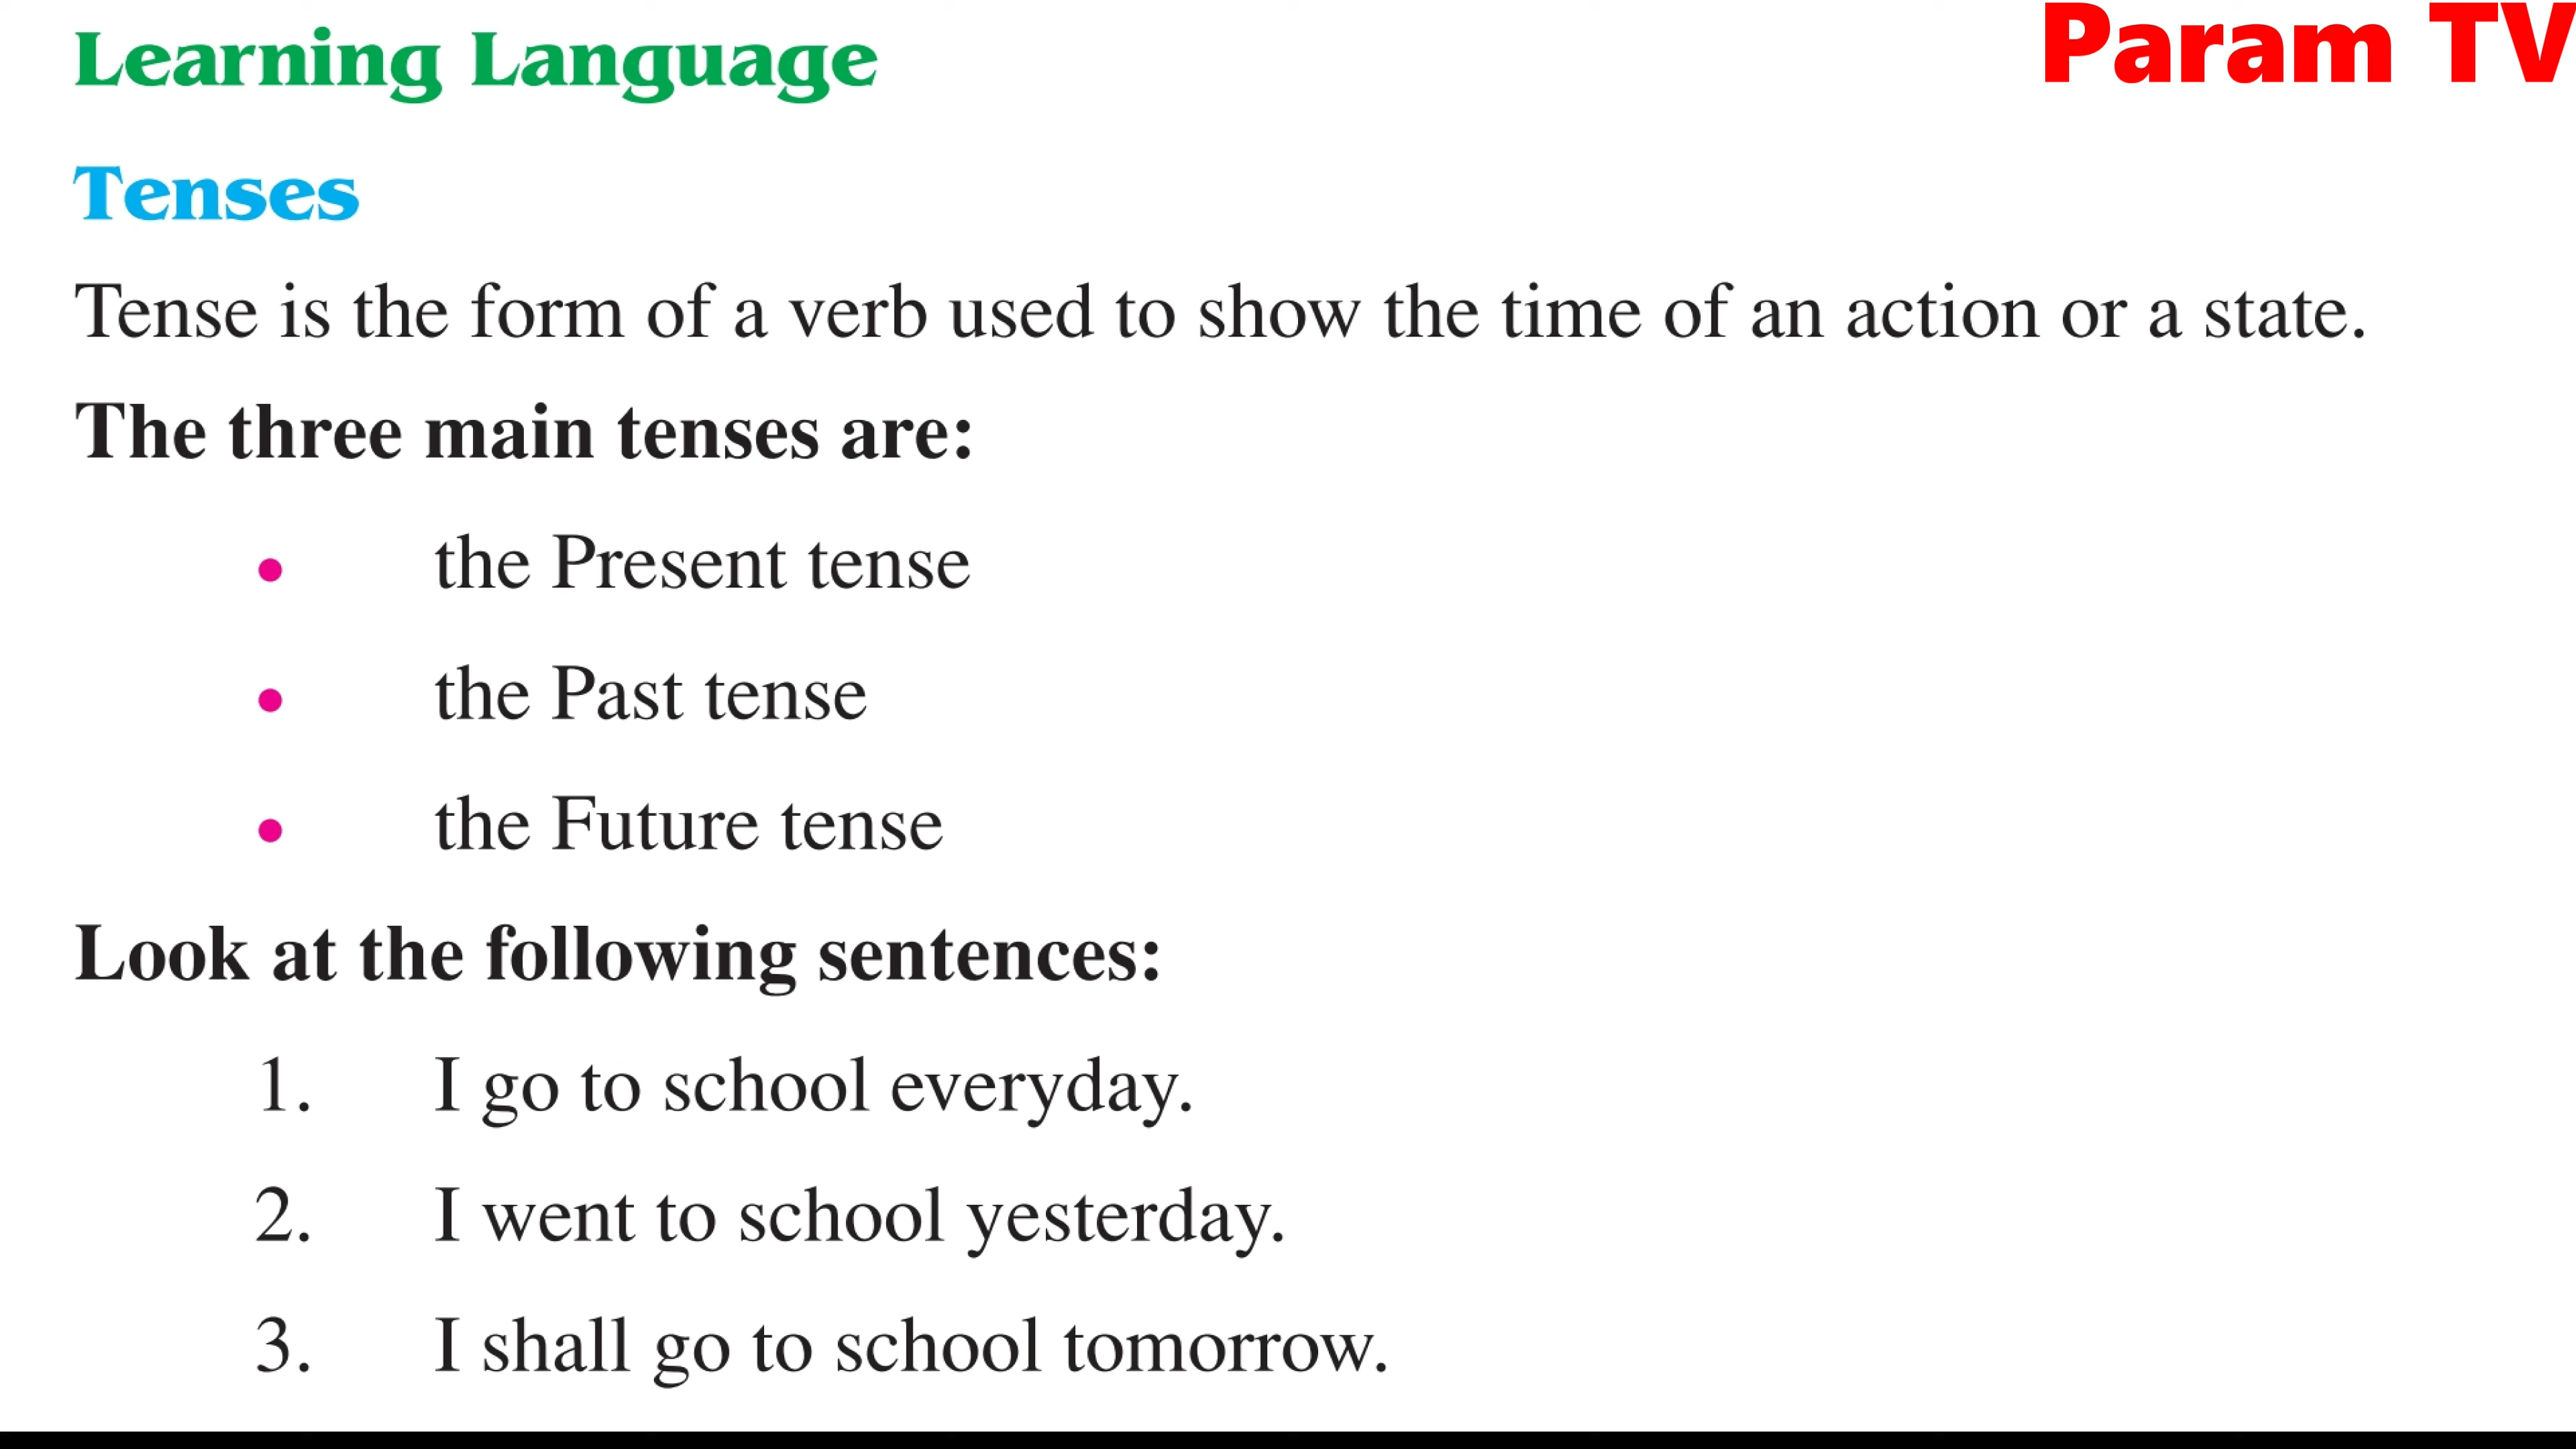 Learning Language
Param TV
Tenses
Tense is the form of a verb used to show the time of an action or a state.
The three main tenses are:
• the Present tense
• the Past tense
• the Future tense
Look at the following sentences:
1. I go to school everyday.
2. I went to school yesterday.
3. I shall go to school tomorrow.